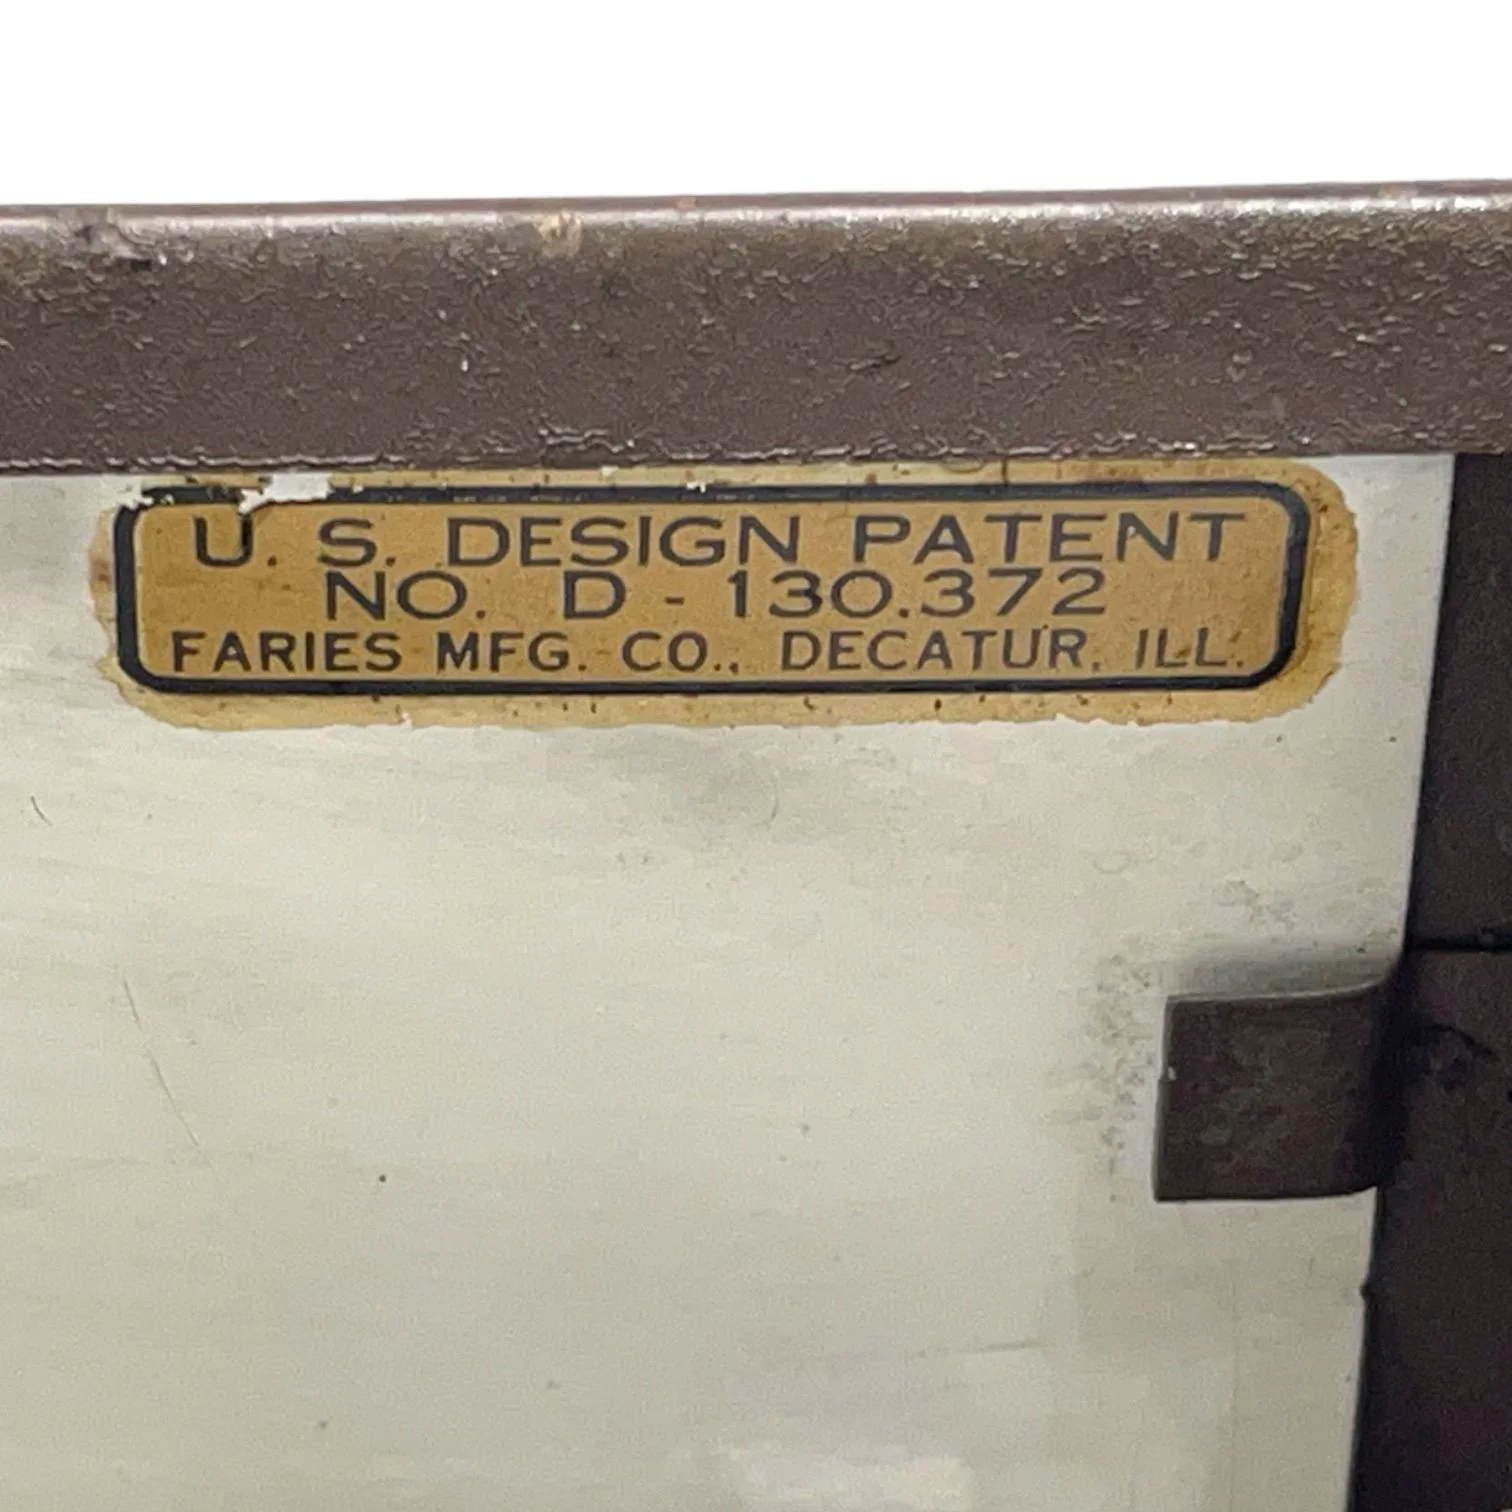 U. S. DESIGN PATENT
NO. D - 130.372
FARIES MFG. CO., DECATUR, ILL.